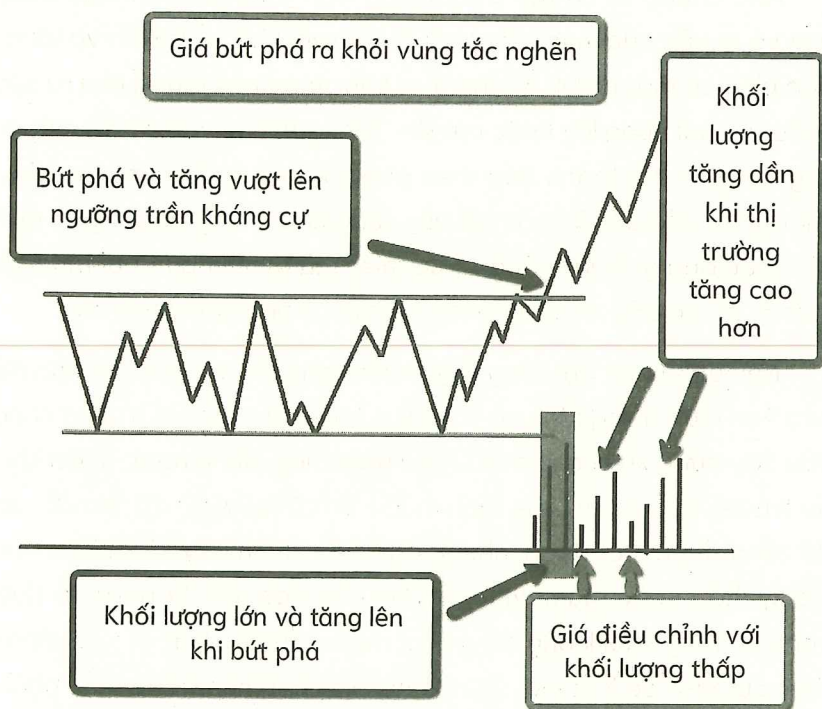 Giá bứt phá ra khỏi vùng tắc nghẽn
Khối
lượng
tăng dần
khi thị
trường
tăng cao
hơn
Bứt phá và tăng vượt lên
ngưỡng trần kháng cự
Khối lượng lớn và tăng lên
khi bứt phá
Giá điều chỉnh với
khối lượng thấp